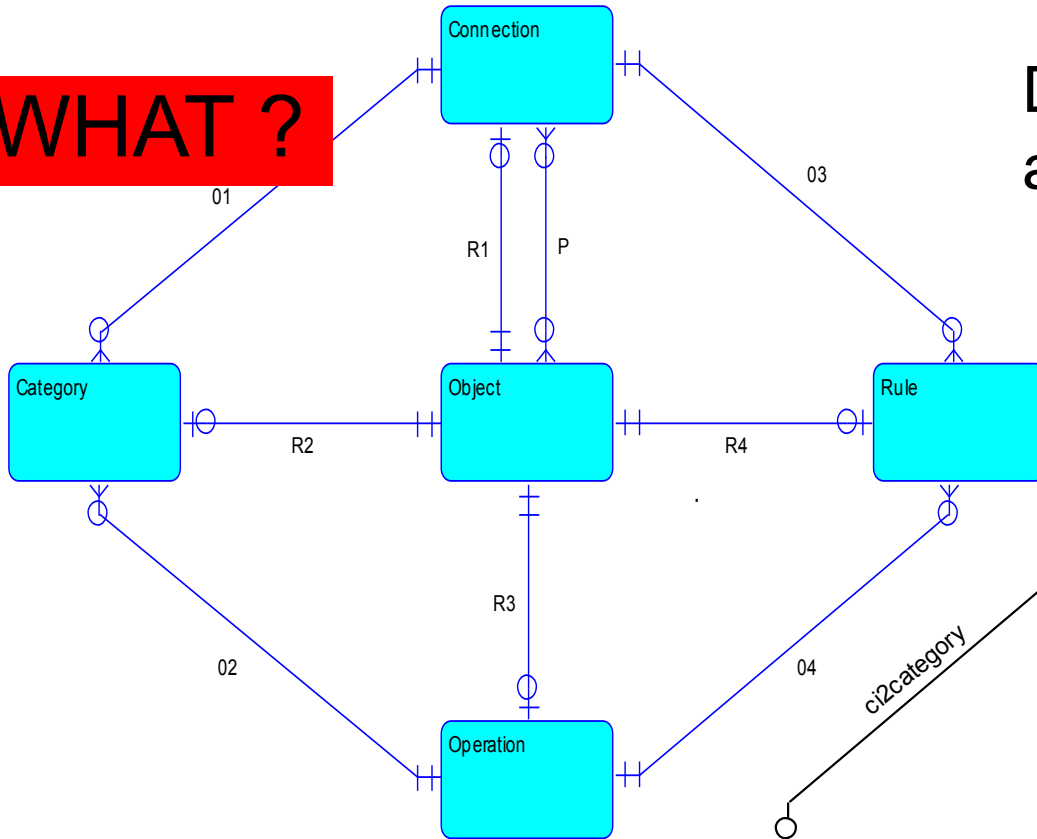 Connection
WHAT ?
D
a
01
03
R1
P
Category
Object
Rule
R2
R4
R3
02
04
ci2category
Operation